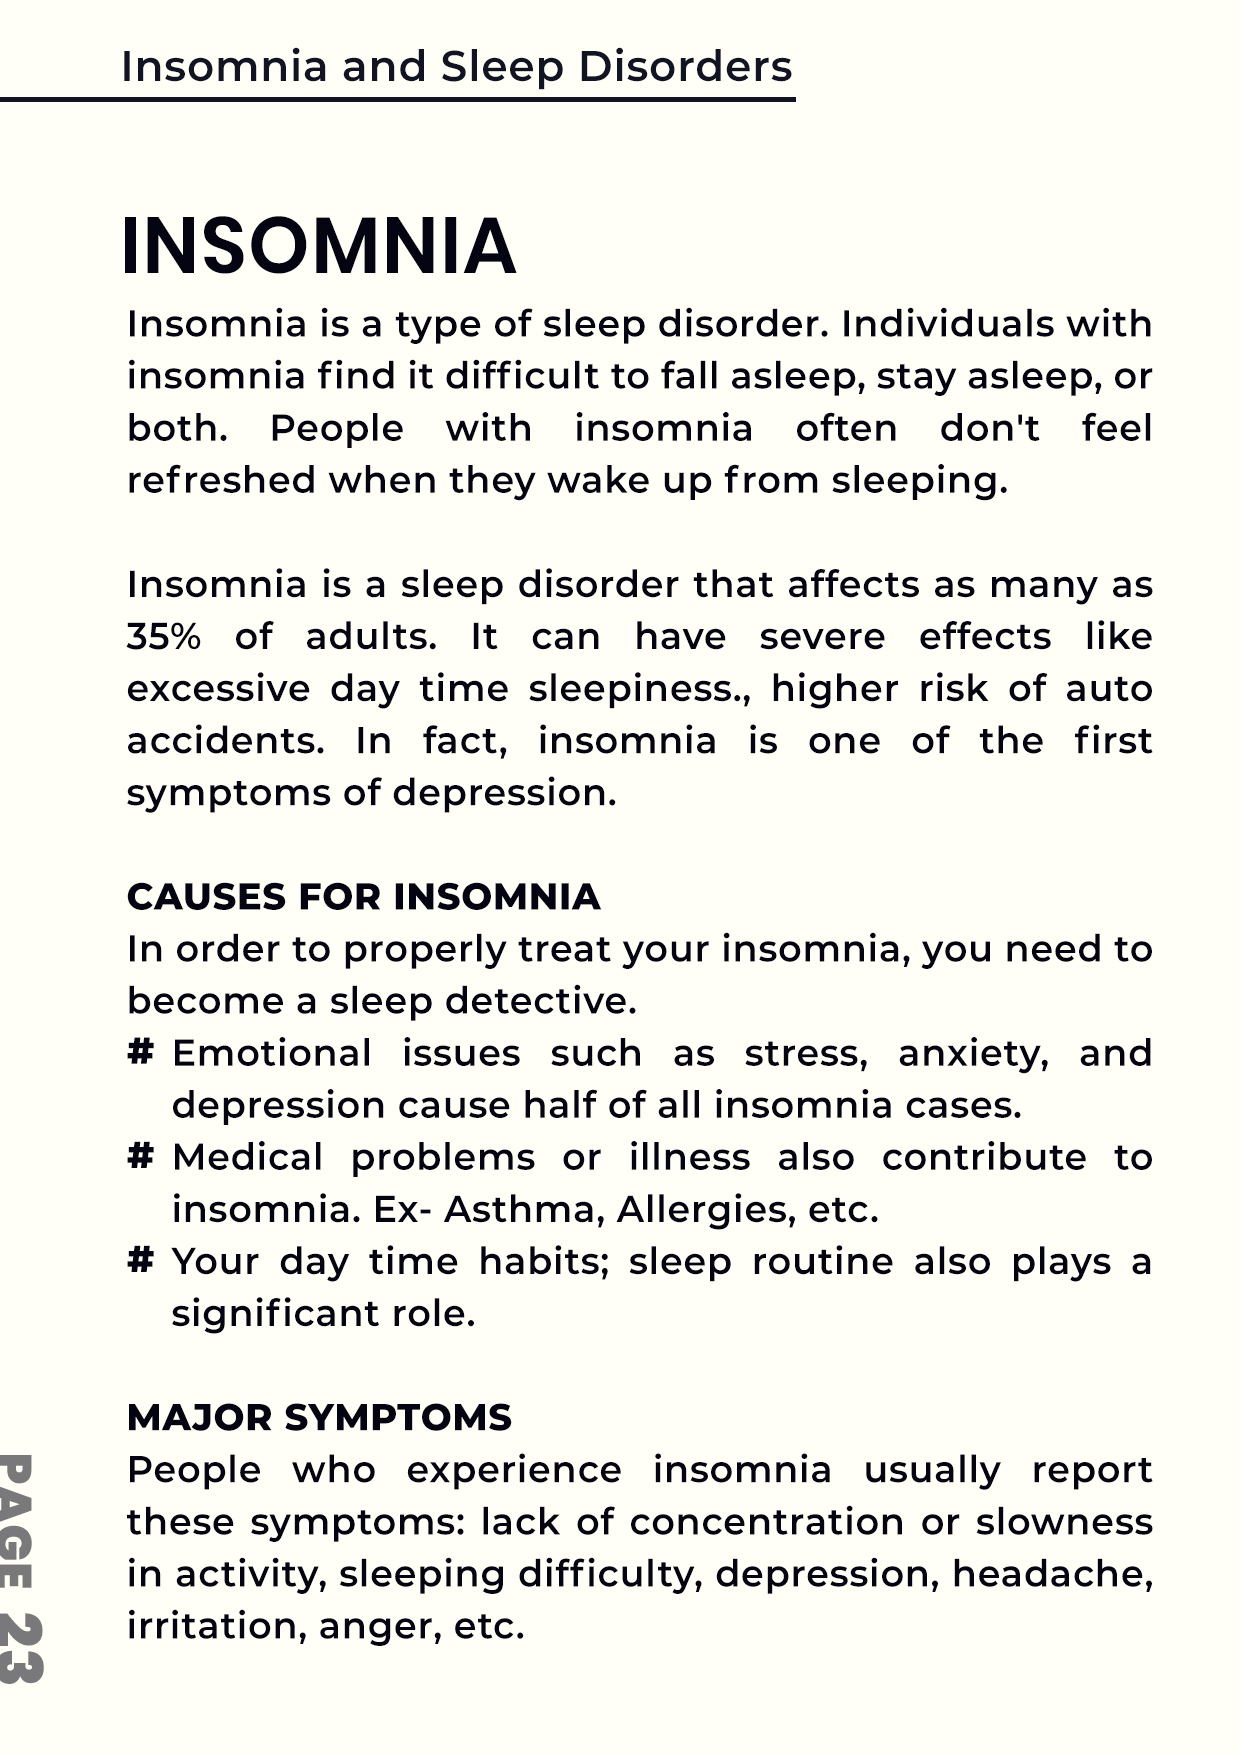 Insomnia and Sleep Disorders
INSOMNIA
Insomnia is a type of sleep disorder. Individuals with
insomnia find it difficult to fall asleep, stay asleep, or
both. People with insomnia often don't feel
refreshed when they wake up from sleeping.
Insomnia is a sleep disorder that affects as many as
35% of adults. It can have severe effects like
excessive day time sleepiness., higher risk of auto
accidents. In fact, insomnia is one of the first
symptoms of depression.
CAUSES FOR INSOMNIA
In order to properly treat your insomnia, you need to
become a sleep detective.
# Emotional issues such as stress, anxiety, and
depression cause half of all insomnia cases.
# Medical problems or illness also contribute to
insomnia. Ex- Asthma, Allergies, etc.
# Your day time habits; sleep routine also plays a
significant role.
MAJOR SYMPTOMS
People who experience insomnia usually report
these symptoms: lack of concentration or slowness
in activity, sleeping difficulty, depression, headache,
irritation, anger, etc.
PAGE 23